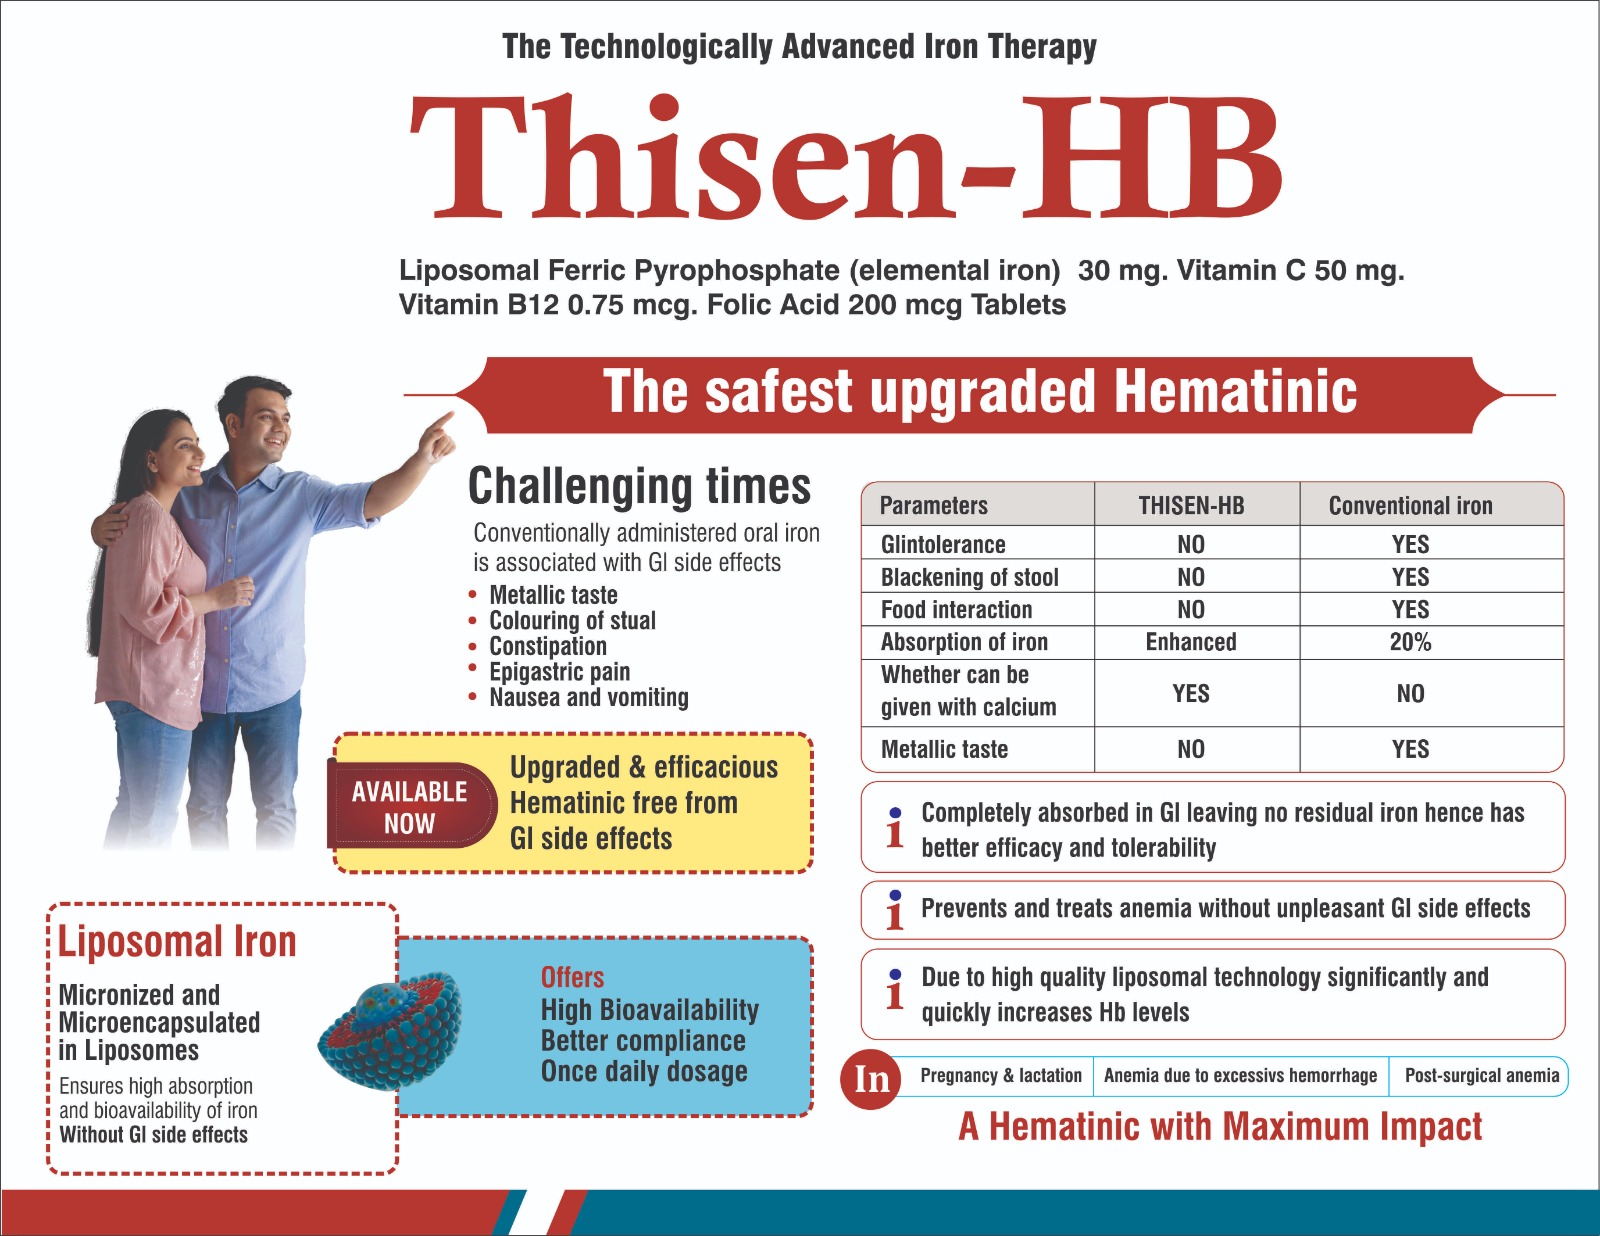 The Technologically Advanced Iron Therapy
Thisen-HB
Liposomal Ferric Pyrophosphate (elemental iron) 30 mg. Vitamin C 50 mg.
Vitamin B12 0.75 mcg. Folic Acid 200 mcg Tablets
The safest upgraded Hematinic
Challenging times
Conventionally administered oral iron
is associated with GI side effects
• Metallic taste
• Colouring of stual
• Constipation
• Epigastric pain
• Nausea and vomiting
AVAILABLE
NOW
Upgraded & efficacious
Hematinic free from
GI side effects
Liposomal Iron
Micronized and
Microencapsulated
in Liposomes
Ensures high absorption
and bioavailability of iron
Without GI side effects
Offers
High Bioavailability
Better compliance
Once daily dosage
Parameters THISEN-HB Conventional iron
GIintolerance NO YES
Blackening of stool NO YES
Food interaction NO YES
Absorption of iron Enhanced 20%
Whether can be
given with calcium YES NO
Metallic taste NO YES
i Completely absorbed in GI leaving no residual iron hence has
better efficacy and tolerability
i Prevents and treats anemia without unpleasant GI side effects
i Due to high quality liposomal technology significantly and
quickly increases Hb levels
In Pregnancy & lactation Anemia due to excessivs hemorrhage Post-surgical anemia
A Hematinic with Maximum Impact